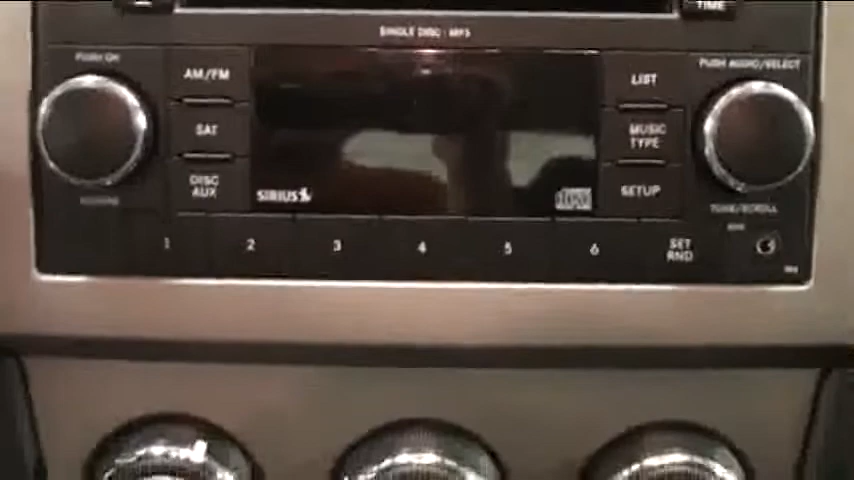 TIME
SINGLE DISC - MP3
PUSH ON
AM/FM
SAT
DISC
AUX
SIRIUS
LIST
MUSIC
TYPE
SETUP
PUSH AUDIO/SELECT
TUNE/SCROLL
1 2 3 4 5 6
SET
RND